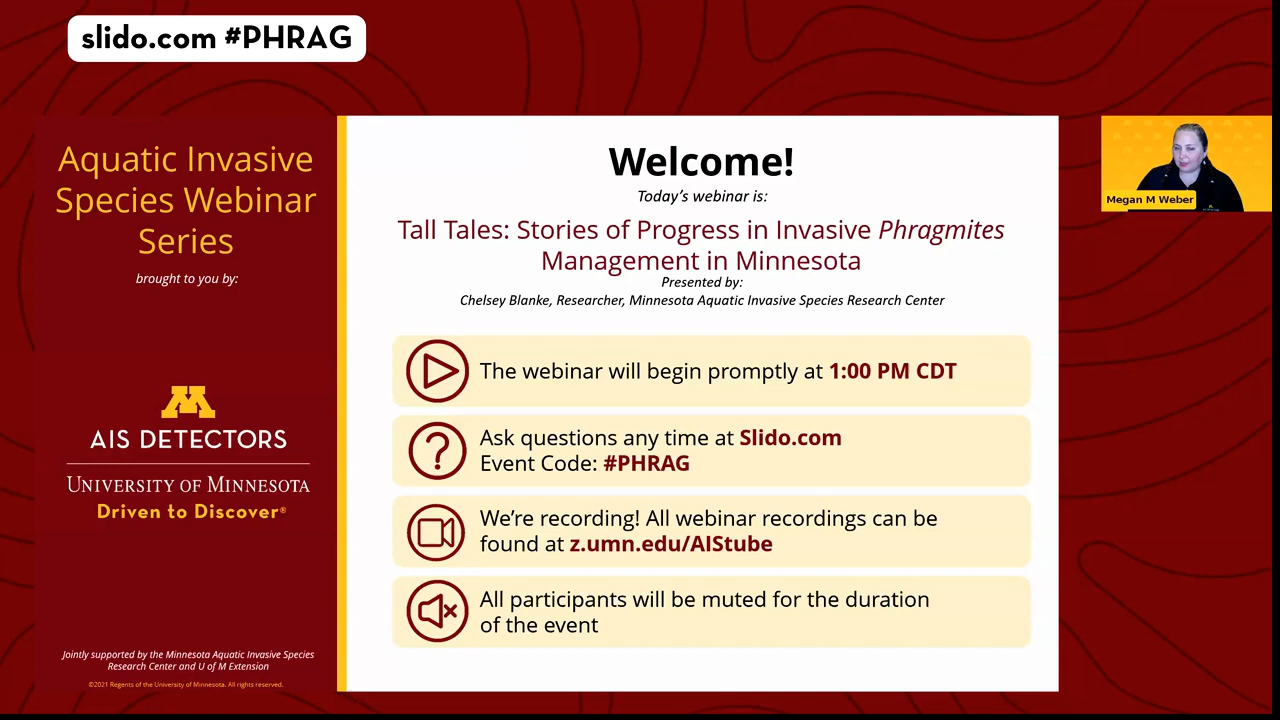 slido.com #PHRAG
Aquatic Invasive
Species Webinar
Series
brought to you by:
AIS DETECTORS
UNIVERSITY OF MINNESOTA
Driven to Discover®
Jointly supported by the Minnesota Aquatic Invasive Species
Research Center and U of M Extension
©2021 Regents of the University of Minnesota. All rights reserved.
Welcome!
Today's webinar is:
Tall Tales: Stories of Progress in Invasive Phragmites
Management in Minnesota
Presented by:
Chelsey Blanke, Researcher, Minnesota Aquatic Invasive Species Research Center
The webinar will begin promptly at 1:00 PM CDT
Ask questions any time at Slido.com
Event Code: #PHRAG
We're recording! All webinar recordings can be
found at z.umn.edu/AIStube
All participants will be muted for the duration
of the event
Megan M Weber